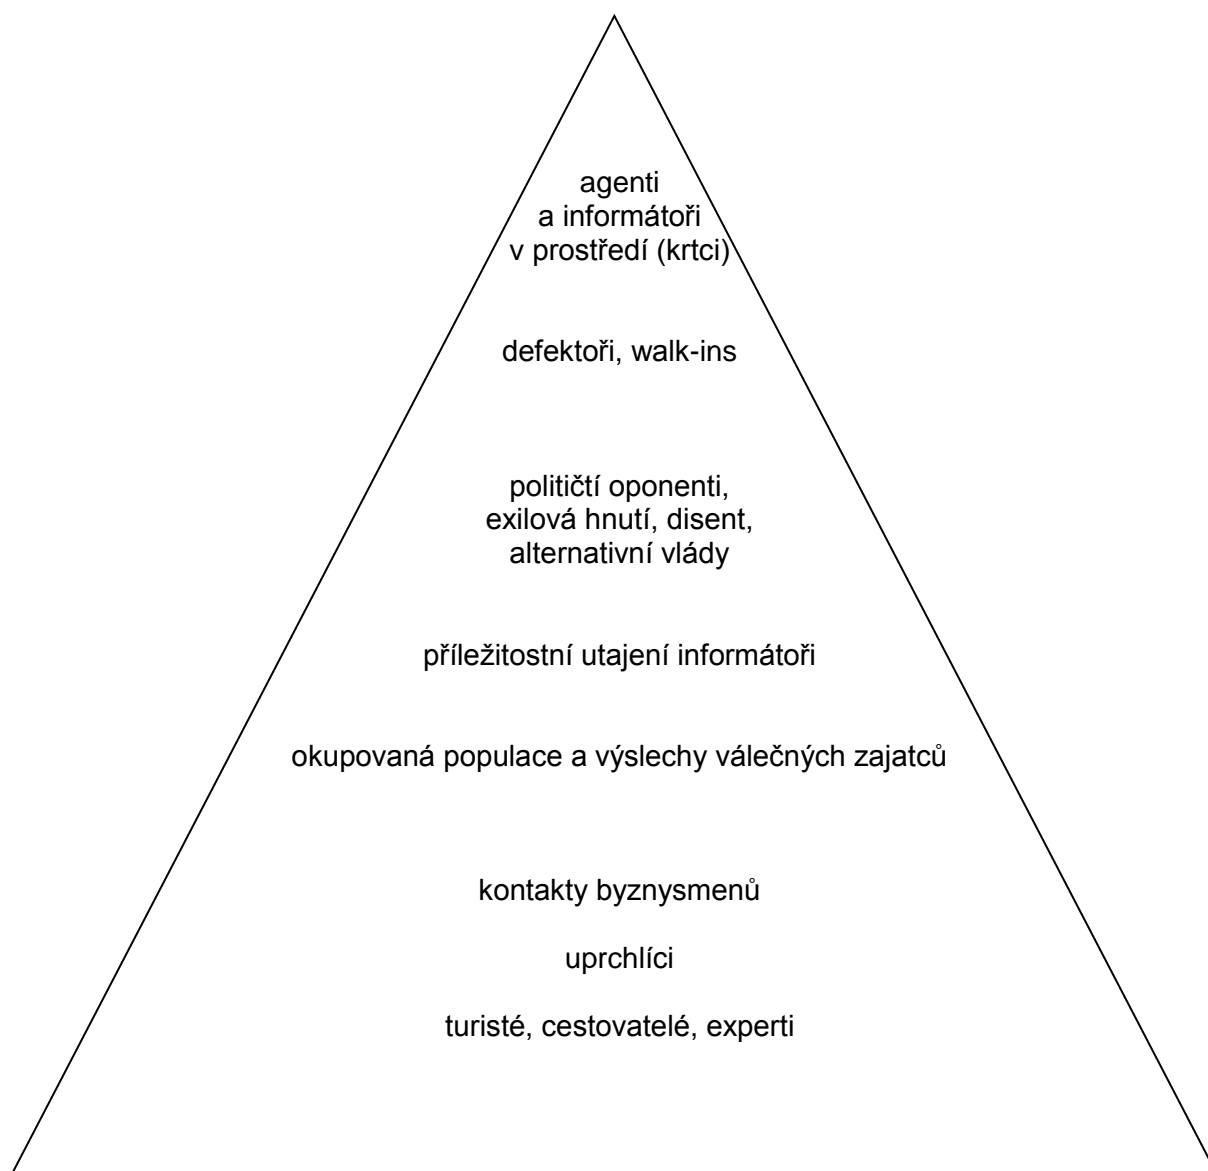 agenti
a informátoři
v prostředí (krtci)
defektoři, walk-ins
političtí oponenti,
exilová hnutí, disent,
alternativní vlády
příležitostní utajení informátoři
okupovaná populace a výslechy válečných zajatců
kontakty byznysmenů
uprchlíci
turisté, cestovatelé, experti